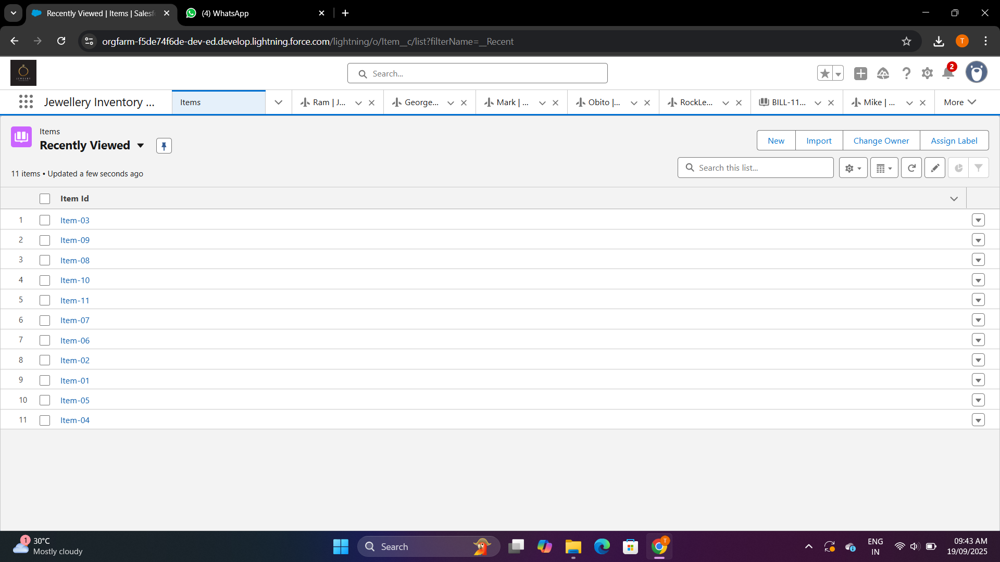 Recently Viewed | Items | Salesf
(4) WhatsApp
orgfarm-f5de74f6de-dev-ed.develop.lightning.force.com/lightning/o/Item__c/list?filterName=__Recent
T
JEWELRY
Search...
2
Jewellery Inventory ...
Items
Ram | J...
George...
Mark | ...
Obito |...
RockLe...
BILL-11...
Mike | ...
More
Items
Recently Viewed
New
Import
Change Owner
Assign Label
11 items • Updated a few seconds ago
Search this list...
Item Id
1 Item-03
2 Item-09
3 Item-08
4 Item-10
5 Item-11
6 Item-07
7 Item-06
8 Item-02
9 Item-01
10 Item-05
11 Item-04
1
30°C
Mostly cloudy
Search
T
ENG
IN
09:43 AM
19/09/2025